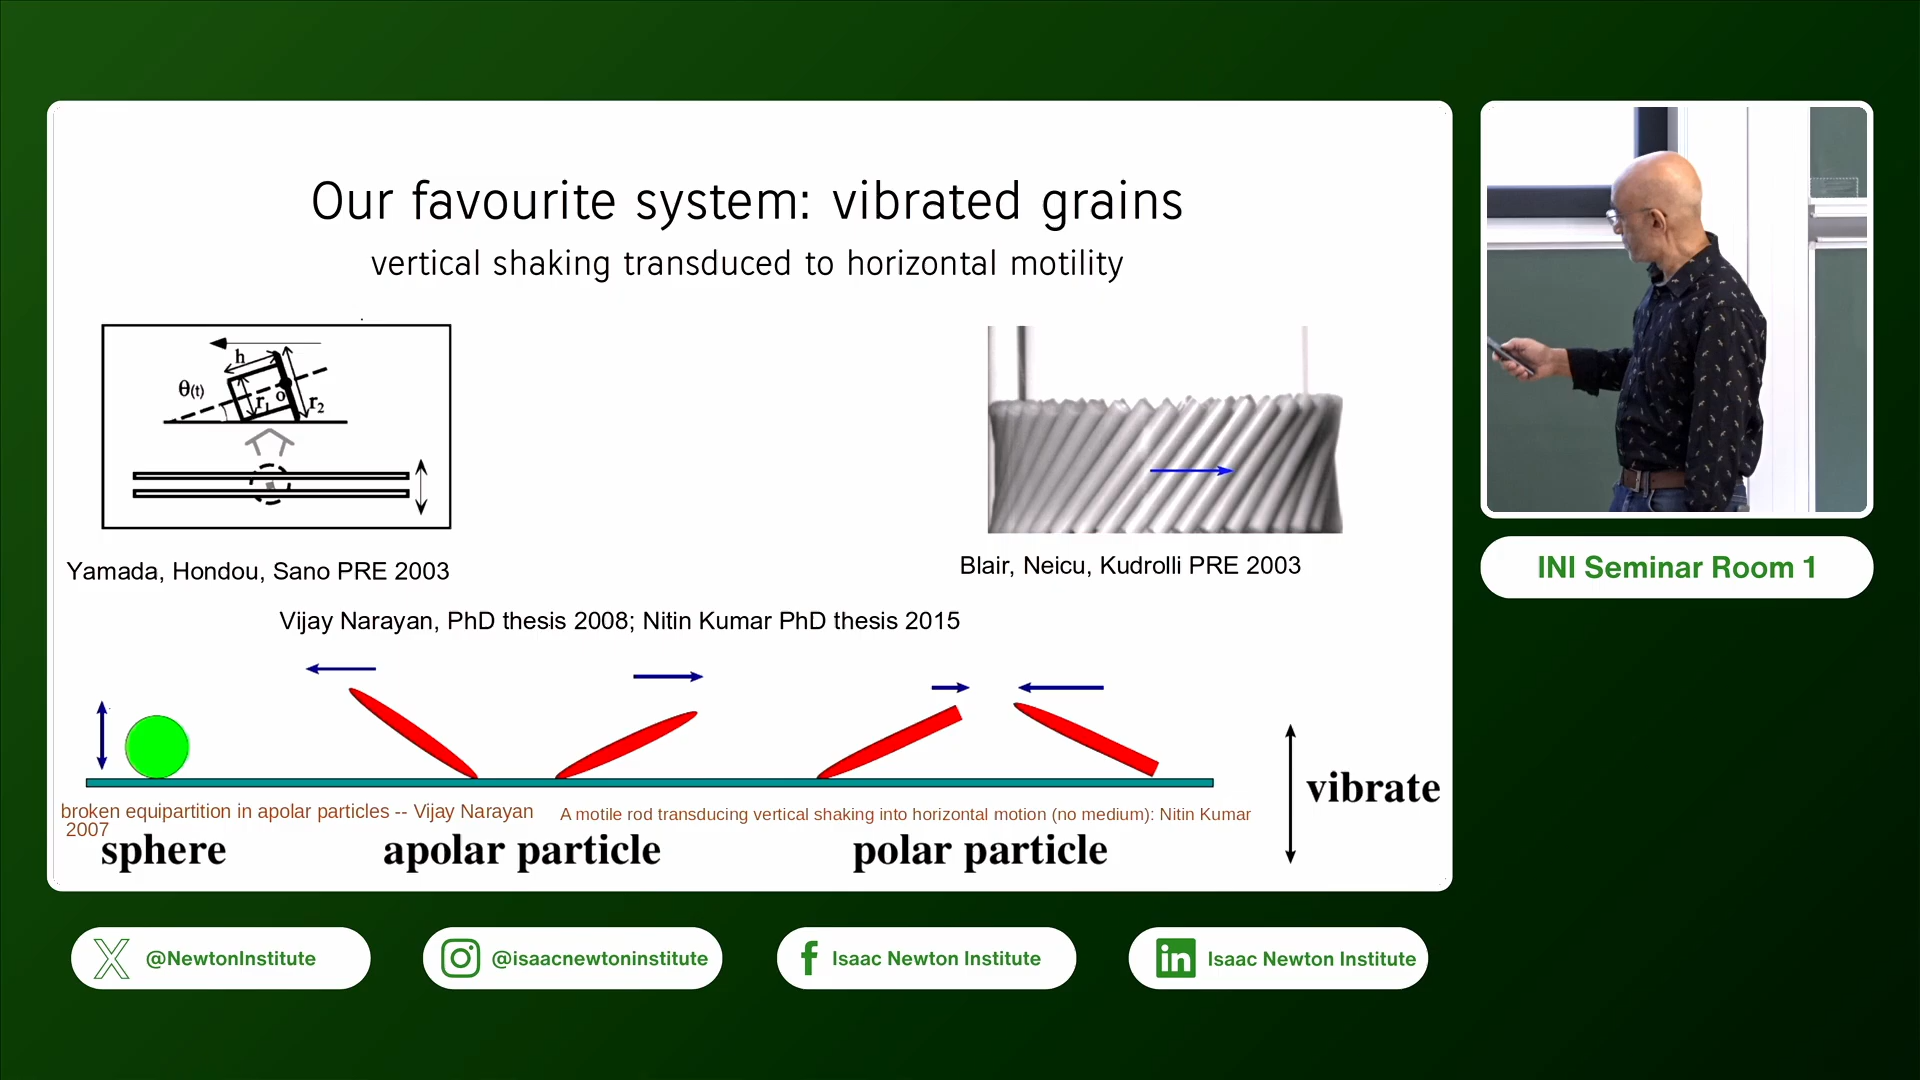 Our favourite system: vibrated grains
vertical shaking transduced to horizontal motility
h
θ(t)
r1
o
r2
Yamada, Hondou, Sano PRE 2003
Blair, Neicu, Kudrolli PRE 2003
Vijay Narayan, PhD thesis 2008; Nitin Kumar PhD thesis 2015
vibrate
broken equipartition in apolar particles -- Vijay Narayan
2007
A motile rod transducing vertical shaking into horizontal motion (no medium): Nitin Kumar
sphere
apolar particle
polar particle
INI Seminar Room 1
@NewtonInstitute
@isaacnewtoninstitute
Isaac Newton Institute
Isaac Newton Institute